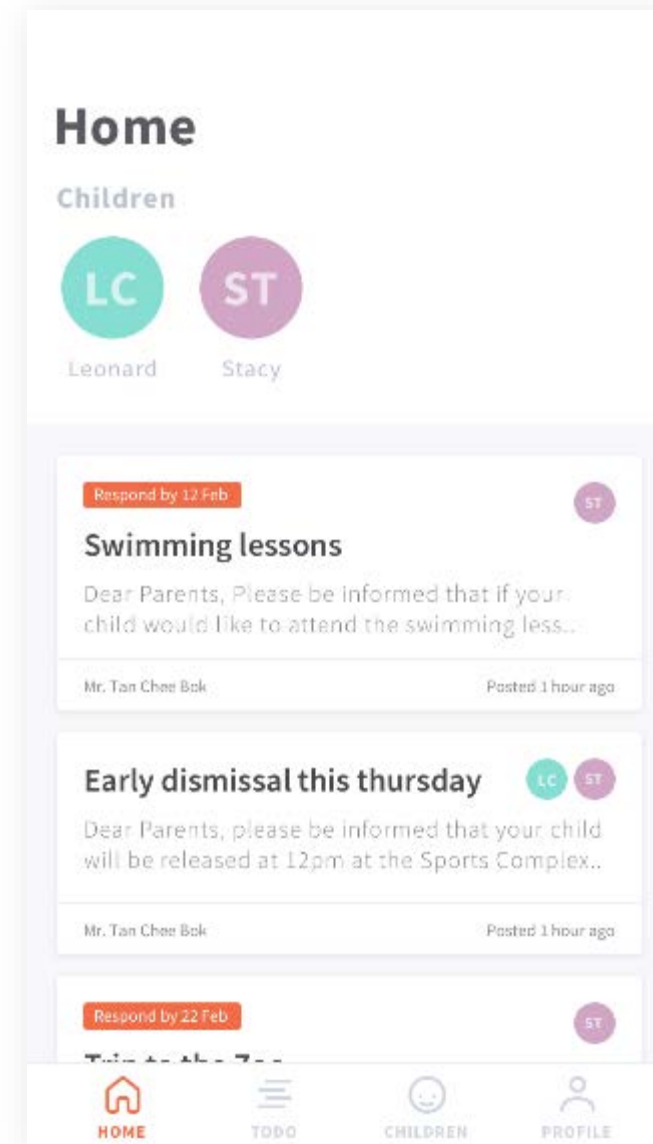 Home
Children
LC ST
Leonard Stacy
Respond by 12 Feb ST
Swimming lessons
Dear Parents, Please be informed that if your
child would like to attend the swimming less..
Mr. Tan Chee Bok Posted 1 hour ago
Early dismissal this thursday LC ST
Dear Parents, please be informed that your child
will be released at 12pm at the Sports Complex..
Mr. Tan Chee Bok Posted 1 hour ago
Respond by 22 Feb ST
Trip to the Zoo
HOME TODO CHILDREN PROFILE